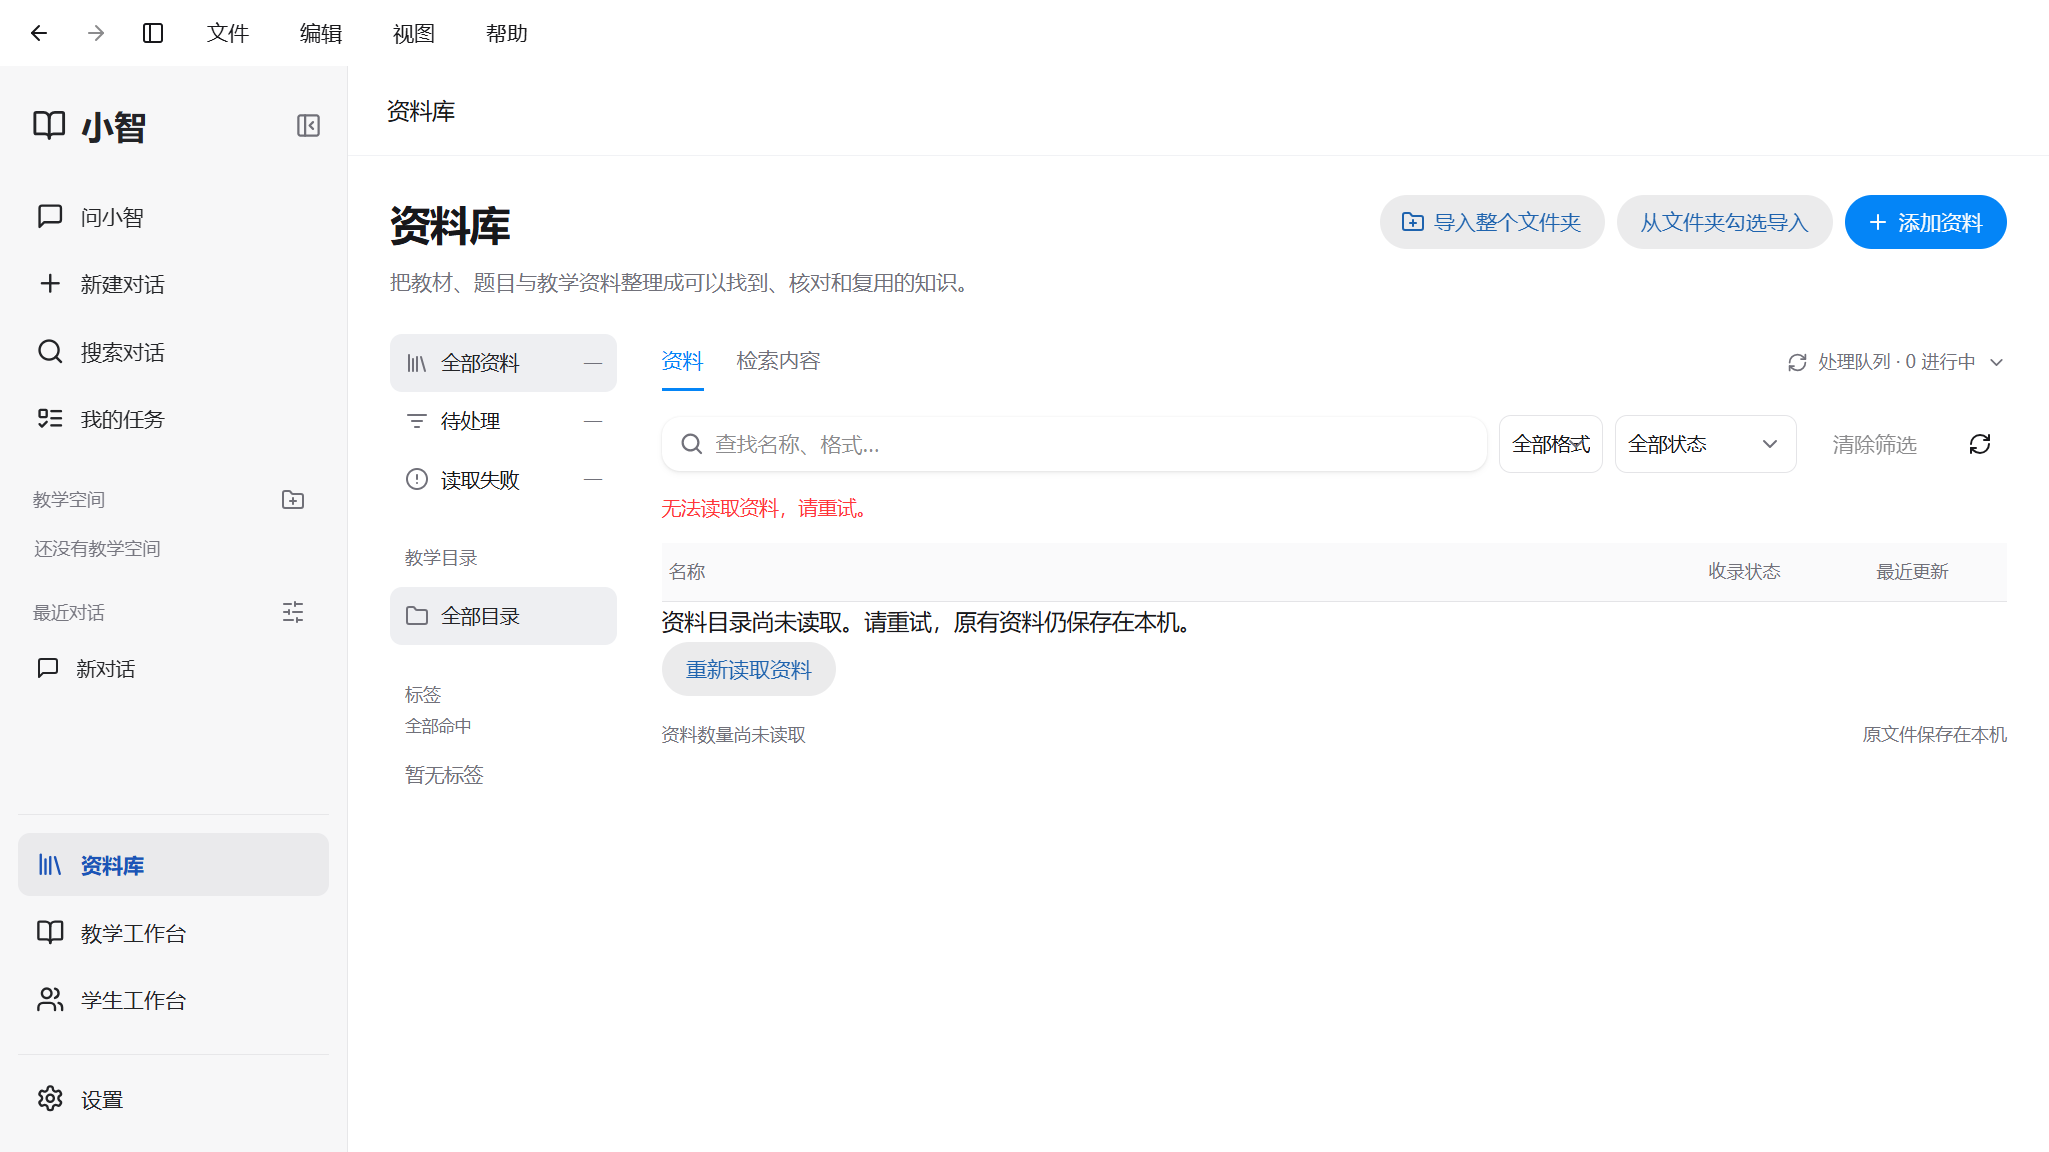 文件 编辑 视图 帮助
小智
问小智
新建对话
搜索对话
我的任务
教学空间
还没有教学空间
最近对话
新对话
资料库
教学工作台
学生工作台
设置
资料库
资料库
导入整个文件夹 从文件夹勾选导入 添加资料
把教材、题目与教学资料整理成可以找到、核对和复用的知识。
全部资料 —
待处理 —
读取失败 —
教学目录
全部目录
标签
全部命中
暂无标签
资料 检索内容 处理队列 · 0 进行中
查找名称、格式... 全部格式 全部状态 清除筛选
无法读取资料，请重试。
名称 收录状态 最近更新
资料目录尚未读取。请重试，原有资料仍保存在本机。
重新读取资料
资料数量尚未读取 原文件保存在本机